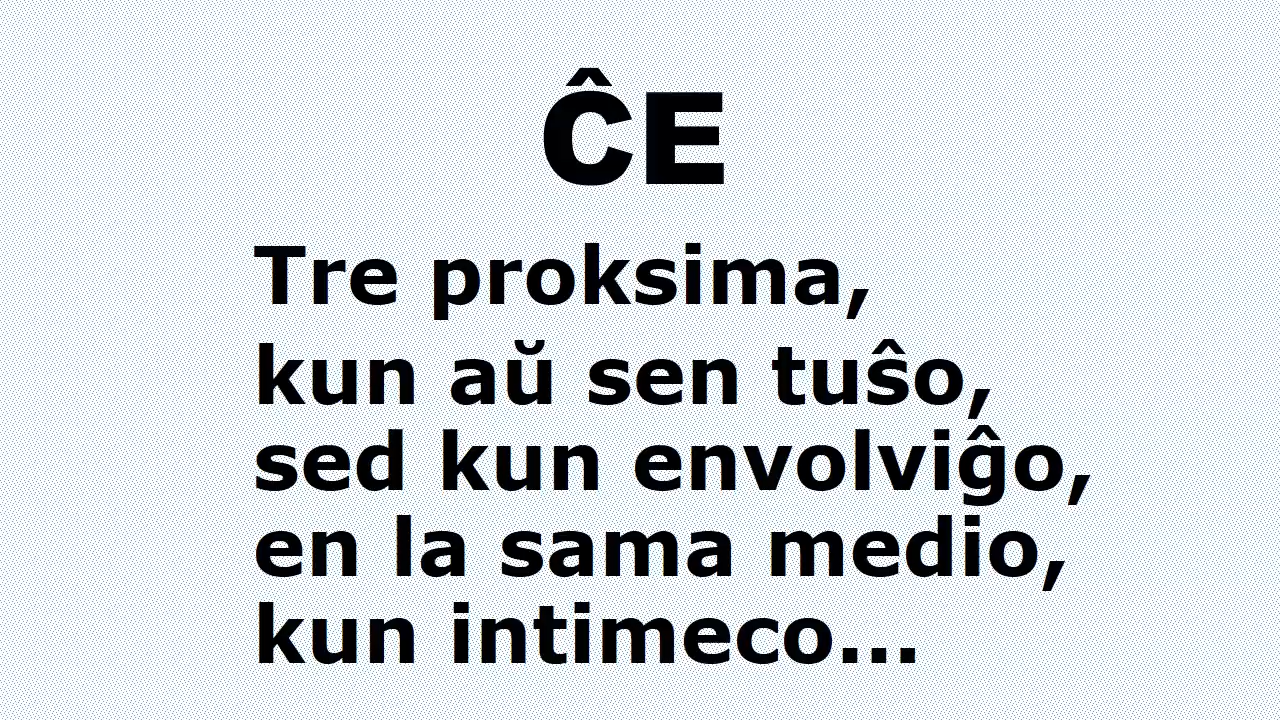 ĈE
Tre proksima,
kun aŭ sen tuŝo,
sed kun envolviĝo,
en la sama medio,
kun intimeco...